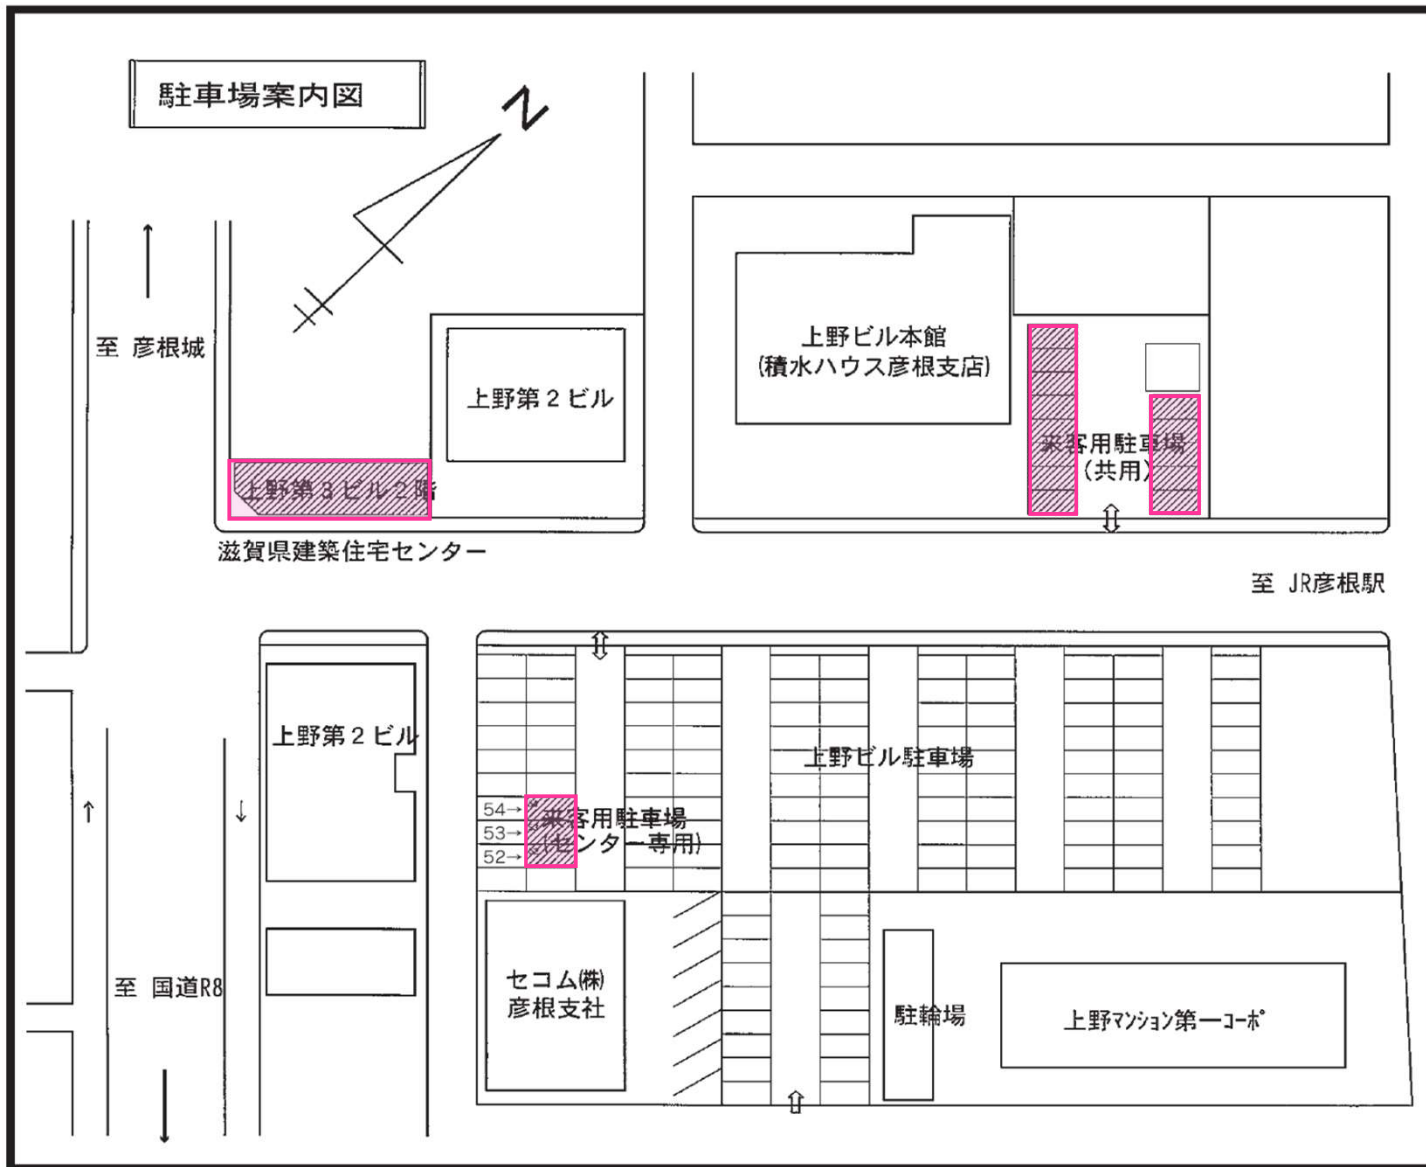 駐車場案内図
N
至 彦根城
上野第2ビル
上野ビル本館
(積水ハウス彦根支店)
来客用駐車場
(共用)
上野第3ビル2階
滋賀県建築住宅センター
至 JR彦根駅
上野第2ビル
上野ビル駐車場
54→
53→
52→
来客用駐車場
(センター専用)
至 国道R8
セコム㈱
彦根支社
駐輪場
上野ﾏﾝｼｮﾝ第一ｺｰﾎﾟ